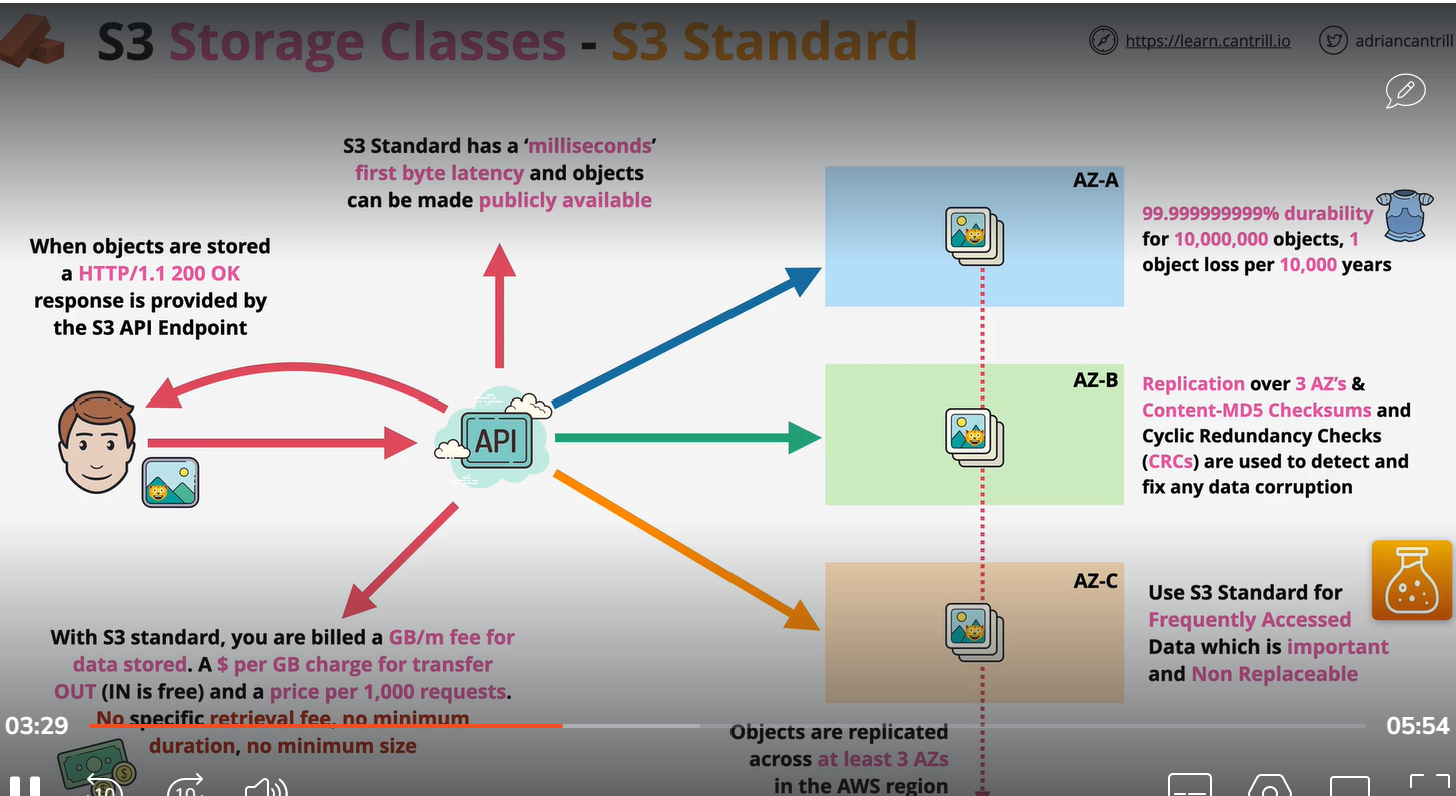 S3 Storage Classes - S3 Standard
https://learn.cantrill.io
adriancantrill
S3 Standard has a ‘milliseconds’
first byte latency and objects
can be made publicly available
When objects are stored
a HTTP/1.1 200 OK
response is provided by
the S3 API Endpoint
API
AZ-A
99.999999999% durability
for 10,000,000 objects, 1
object loss per 10,000 years
AZ-B
Replication over 3 AZ’s &
Content-MD5 Checksums and
Cyclic Redundancy Checks
(CRCs) are used to detect and
fix any data corruption
AZ-C
Use S3 Standard for
Frequently Accessed
Data which is important
and Non Replaceable
With S3 standard, you are billed a GB/m fee for
data stored. A $ per GB charge for transfer
OUT (IN is free) and a price per 1,000 requests.
No specific retrieval fee, no minimum
duration, no minimum size
Objects are replicated
across at least 3 AZs
in the AWS region
03:29
05:54
10
10